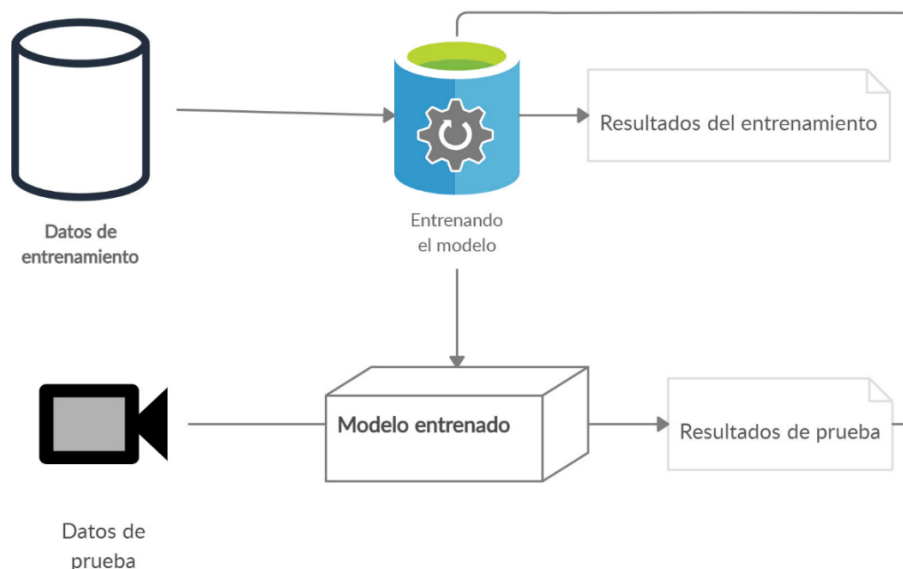 Datos de
entrenamiento
Entrenando
el modelo
Resultados del entrenamiento
Modelo entrenado
Resultados de prueba
Datos de
prueba